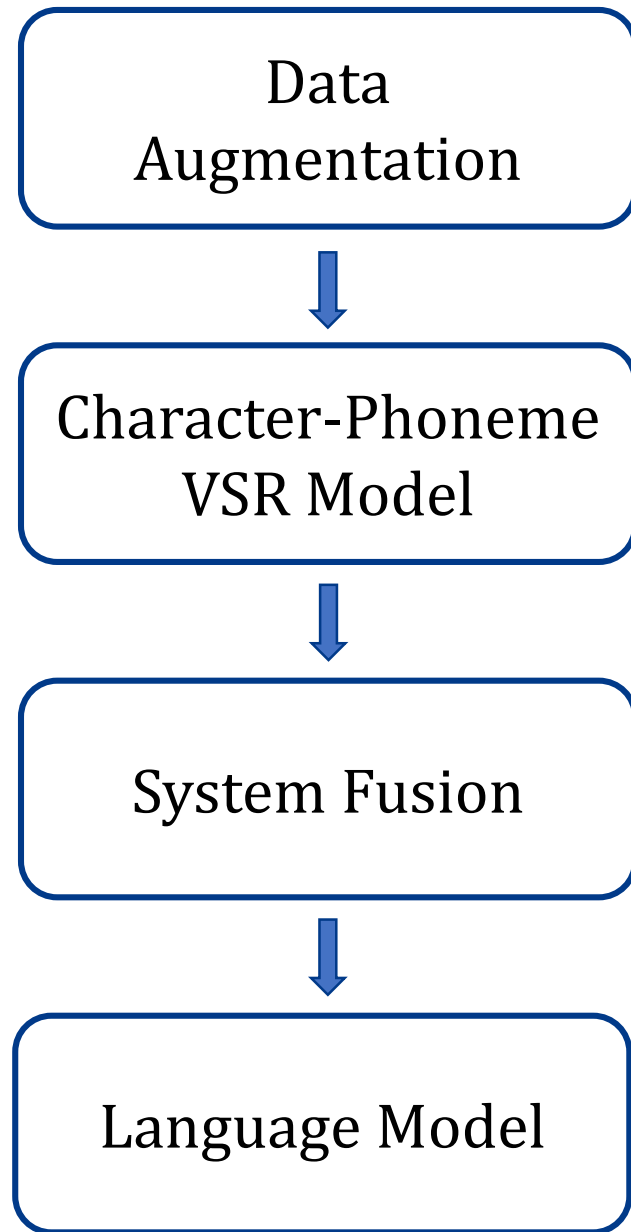 Data
Augmentation
Character-Phoneme
VSR Model
System Fusion
Language Model